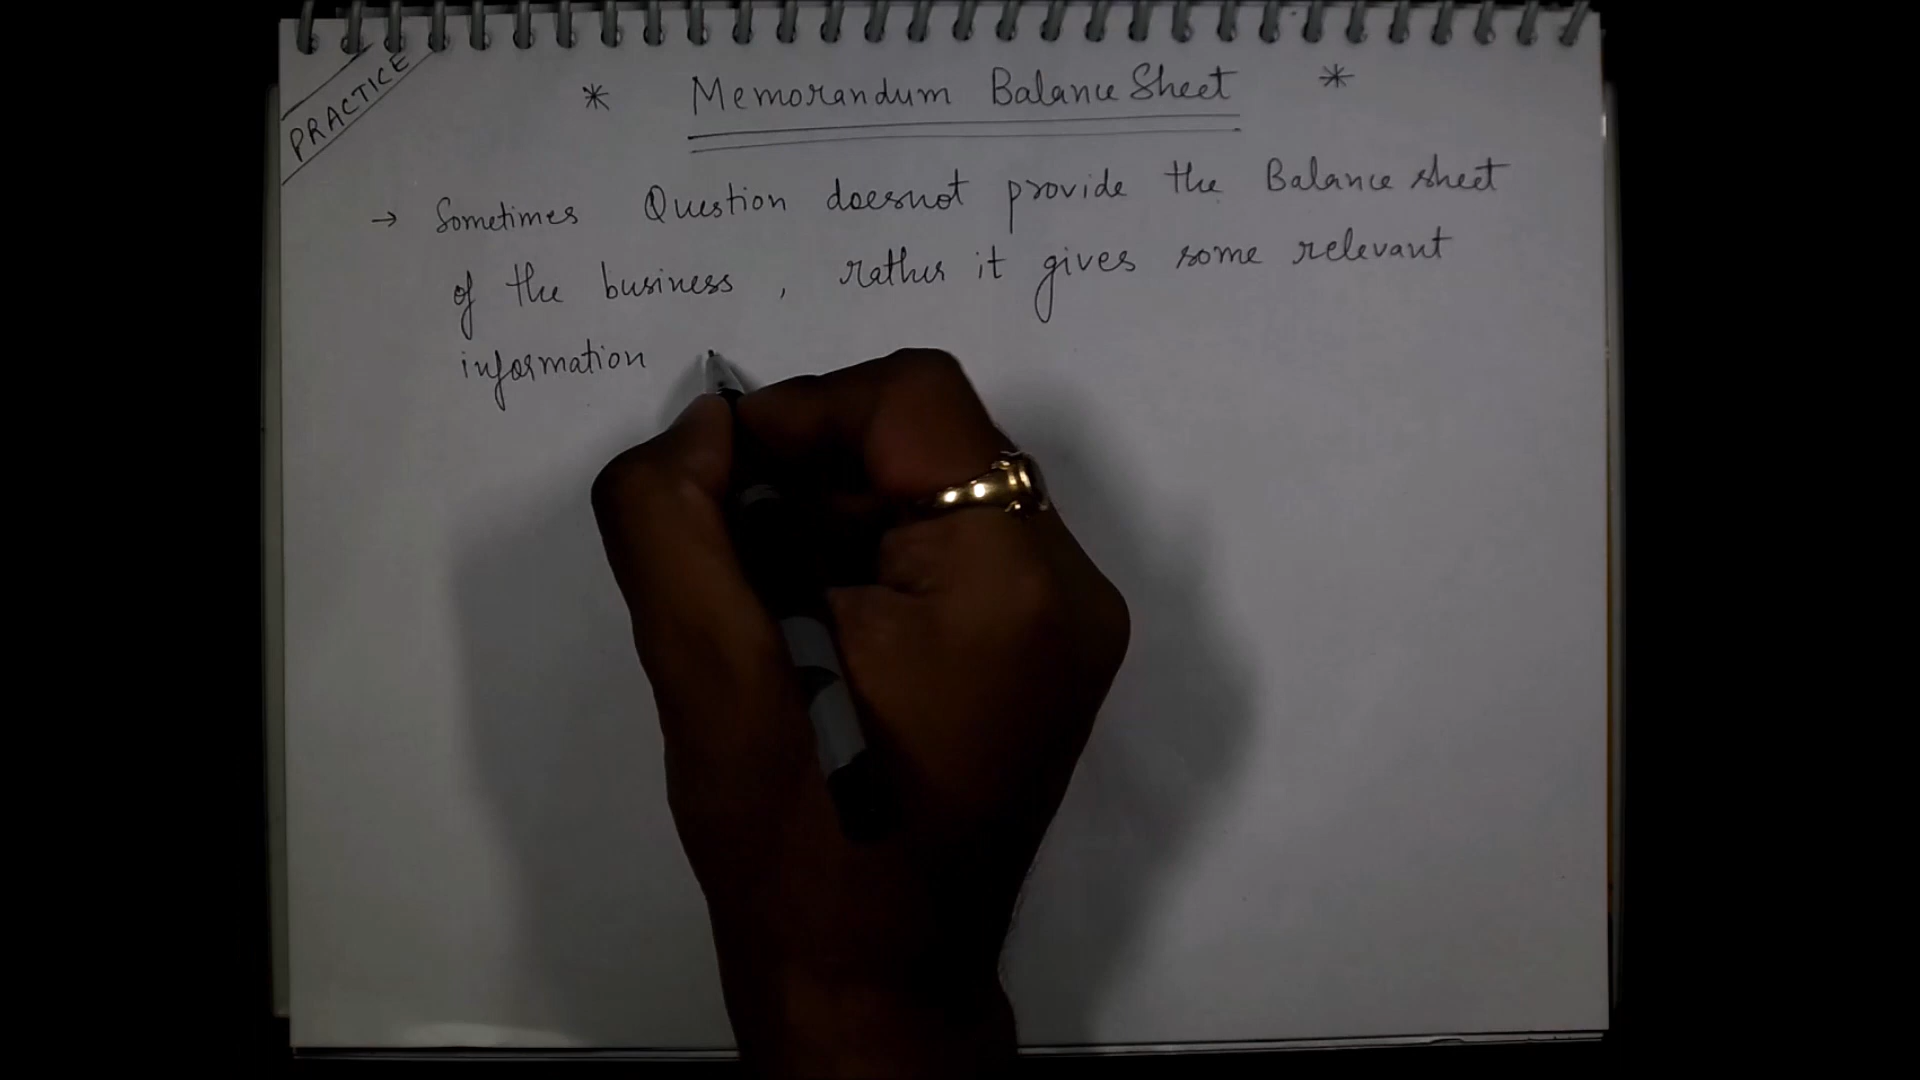 PRACTICE
* Memorandum Balance Sheet *
→ Sometimes Question doesnot provide the Balance sheet
of the business , rather it gives some relevant
information